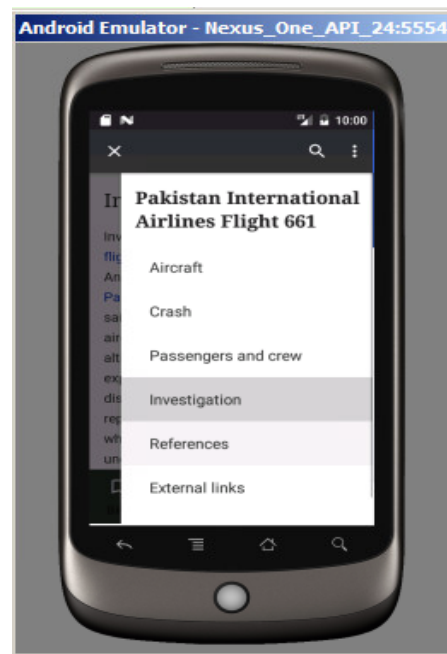 Android Emulator - Nexus_One_API_24:5554
10:00
Pakistan International
Airlines Flight 661
Aircraft
Crash
Passengers and crew
Investigation
References
External links